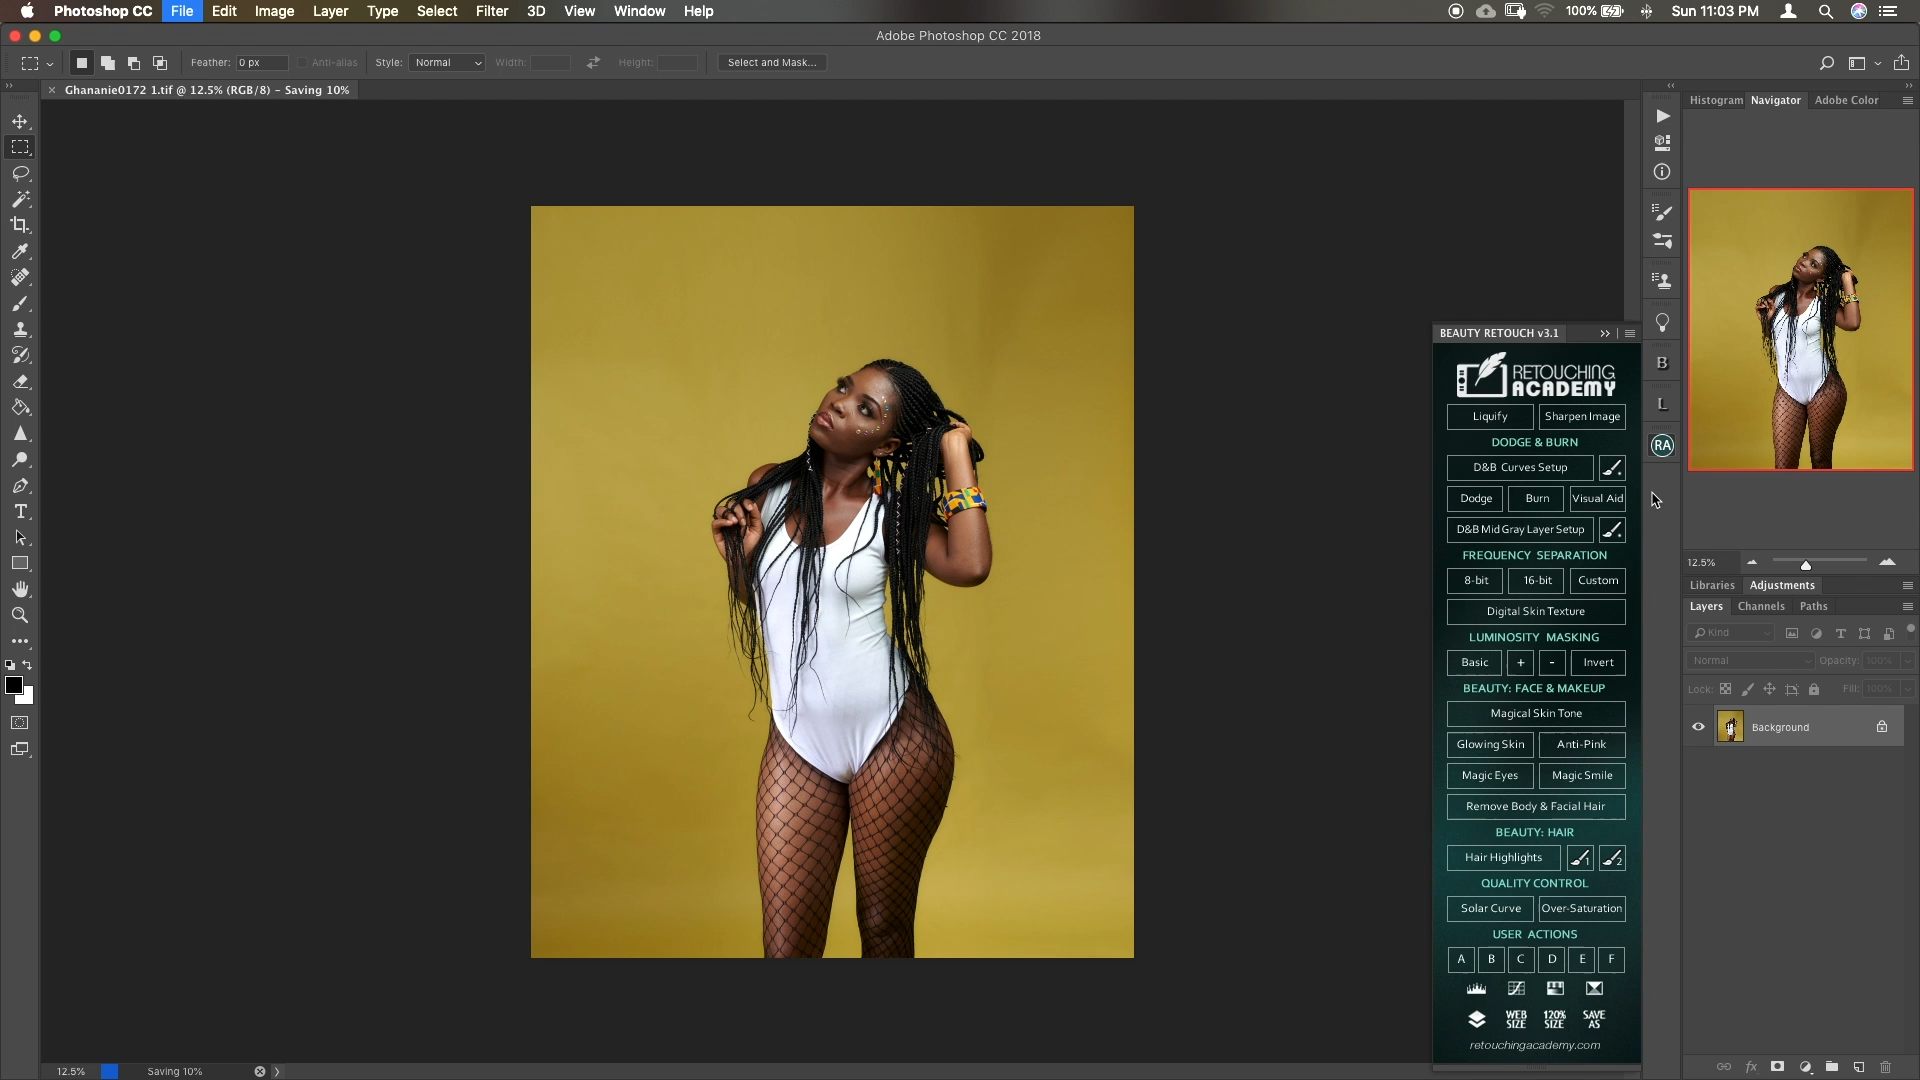 Photoshop CC File Edit Image Layer Type Select Filter 3D View Window Help 100% Sun 11:03 PM
Adobe Photoshop CC 2018
Feather: 0 px Anti-alias Style: Normal Width: Height: Select and Mask...
Ghananie0172 1.tif @ 12.5% (RGB/8) – Saving 10%
Histogram Navigator Adobe Color
BEAUTY RETOUCH v3.1
RETOUCHING
ACADEMY
Liquify Sharpen Image
DODGE & BURN
D&B Curves Setup
Dodge Burn Visual Aid
D&B Mid Gray Layer Setup
FREQUENCY SEPARATION
8-bit 16-bit Custom
Digital Skin Texture
LUMINOSITY MASKING
Basic + - Invert
BEAUTY: FACE & MAKEUP
Magical Skin Tone
Glowing Skin Anti-Pink
Magic Eyes Magic Smile
Remove Body & Facial Hair
BEAUTY: HAIR
Hair Highlights 1 2
QUALITY CONTROL
Solar Curve Over-Saturation
USER ACTIONS
A B C D E F
WEB SIZE 120% SIZE SAVE AS
retouchingacademy.com
B
L
RA
12.5%
Libraries Adjustments
Layers Channels Paths
Kind
Normal Opacity: 100%
Lock: Fill: 100%
Background
fx
12.5% Saving 10%